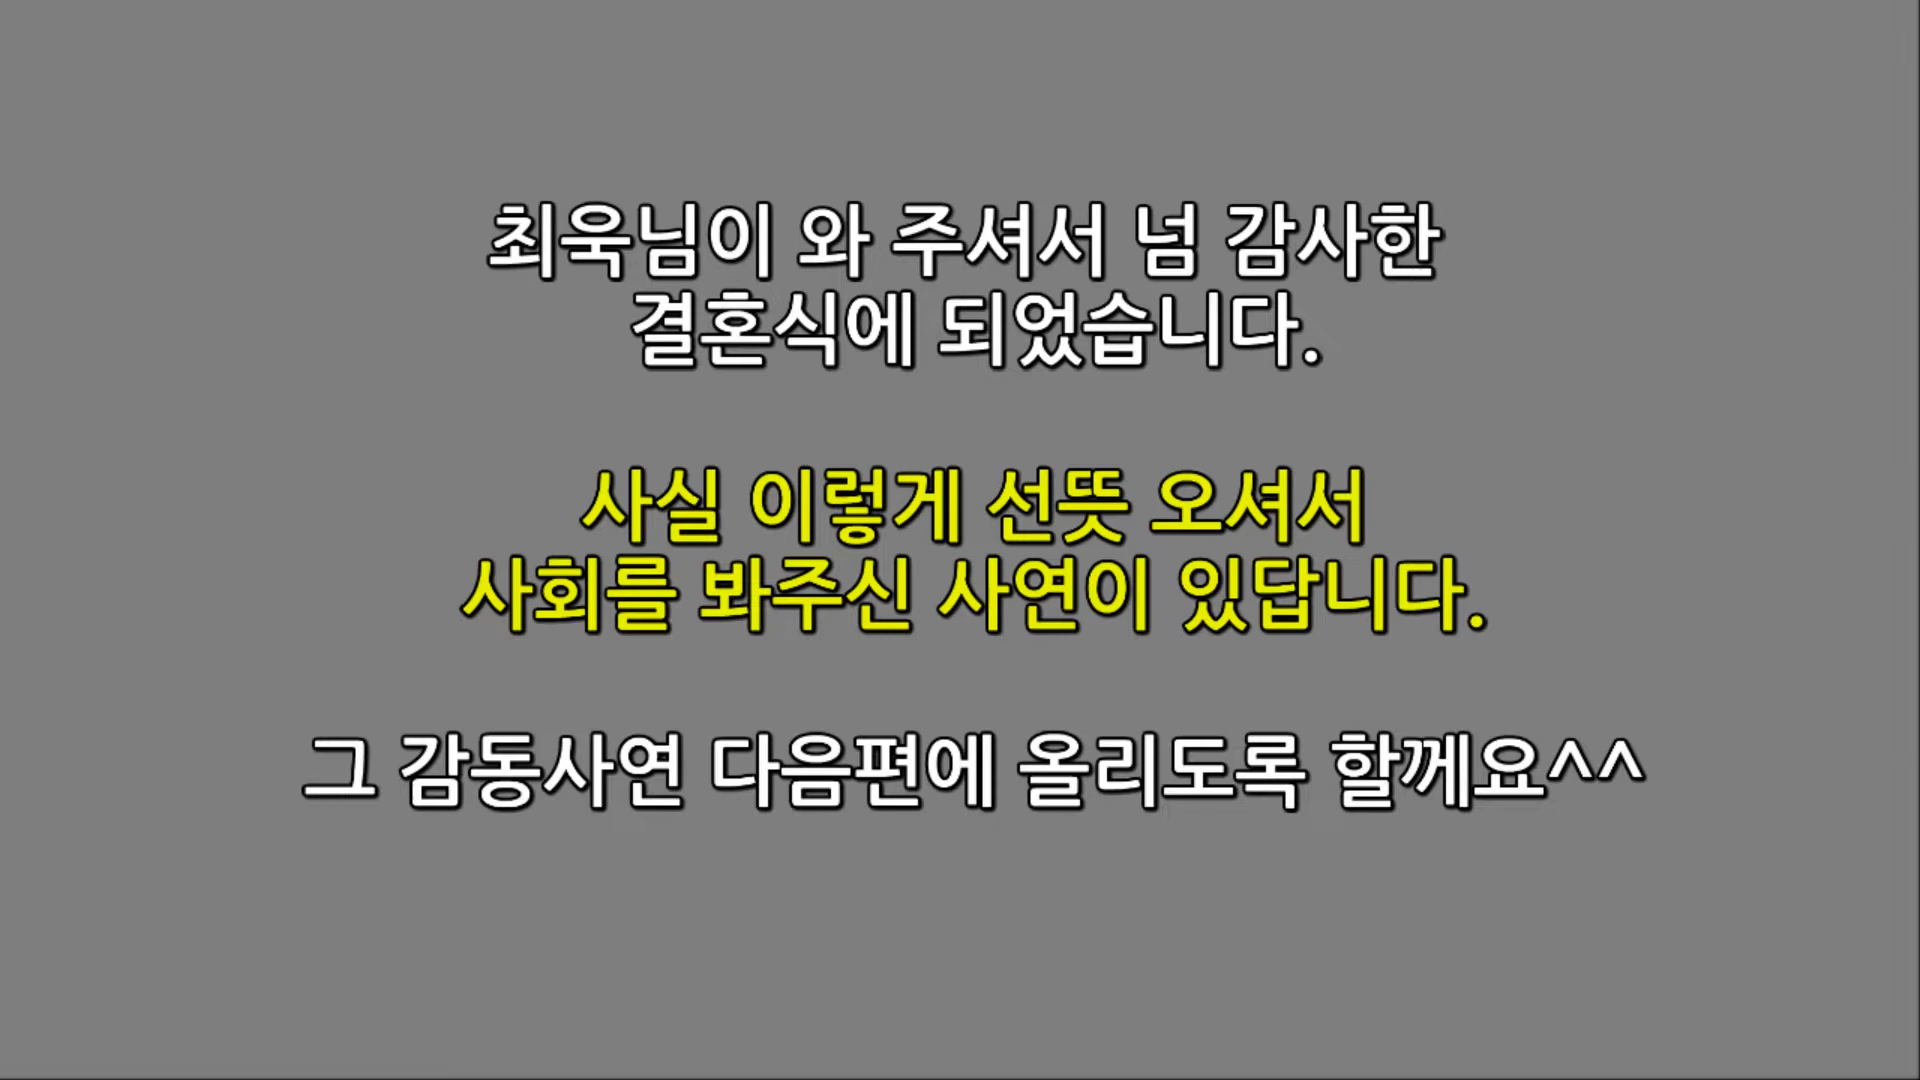 최욱님이 와 주셔서 넘 감사한
결혼식에 되었습니다.
사실 이렇게 선뜻 오셔서
사회를 봐주신 사연이 있답니다.
그 감동사연 다음편에 올리도록 할께요^^